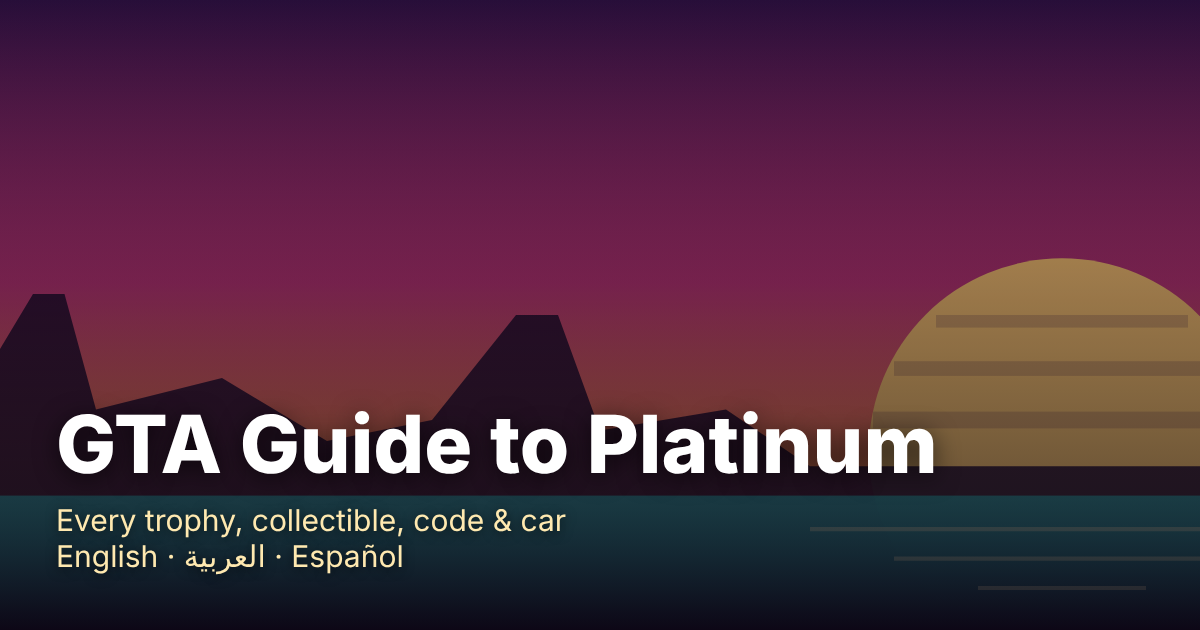 GTA Guide to Platinum
Every trophy, collectible, code & car
English · العربية · Español